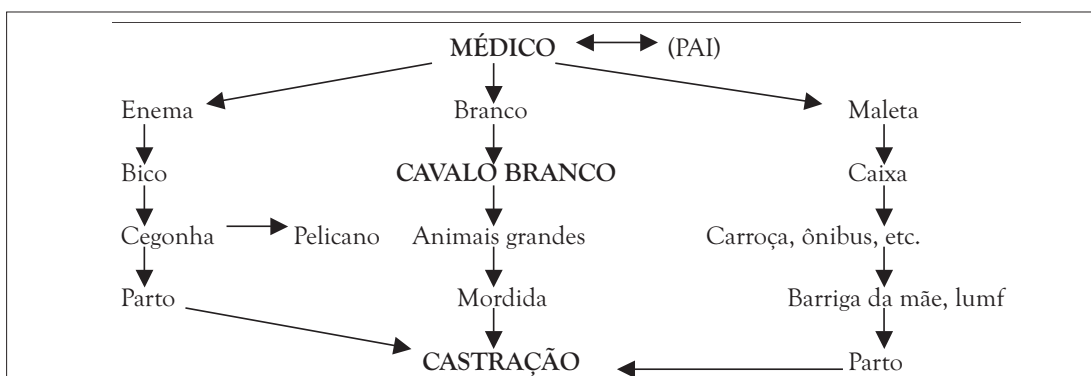 MÉDICO (PAI)
Enema Branco Maleta
Bico CAVALO BRANCO Caixa
Cegonha Pelicano Animais grandes Carroça, ônibus, etc.
Parto Mordida Barriga da mãe, lumf
CASTRAÇÃO Parto